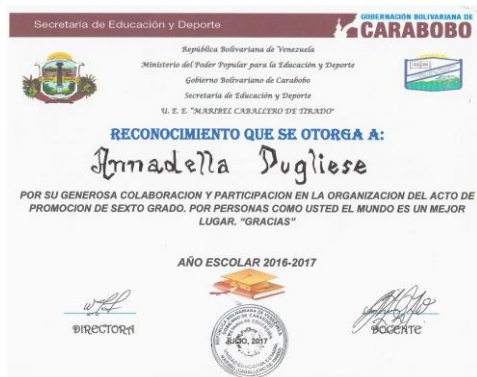 Secretaría de Educación y Deporte
GOBERNACIÓN BOLIVARIANA DE
CARABOBO
República Bolivariana de Venezuela
Ministerio del Poder Popular para la Educación y Deporte
Gobierno Bolivariano de Carabobo
Secretaria de Educación y Deporte
U. E. E. "MARIBEL CABALLERO DE TIRADO"
RECONOCIMIENTO QUE SE OTORGA A:
Annadella Pugliese
POR SU GENEROSA COLABORACION Y PARTICIPACION EN LA ORGANIZACION DEL ACTO DE
PROMOCION DE SEXTO GRADO. POR PERSONAS COMO USTED EL MUNDO ES UN MEJOR
LUGAR. "GRACIAS"
AÑO ESCOLAR 2016-2017
DIRECTORA
JULIO, 2017
DOCENTE